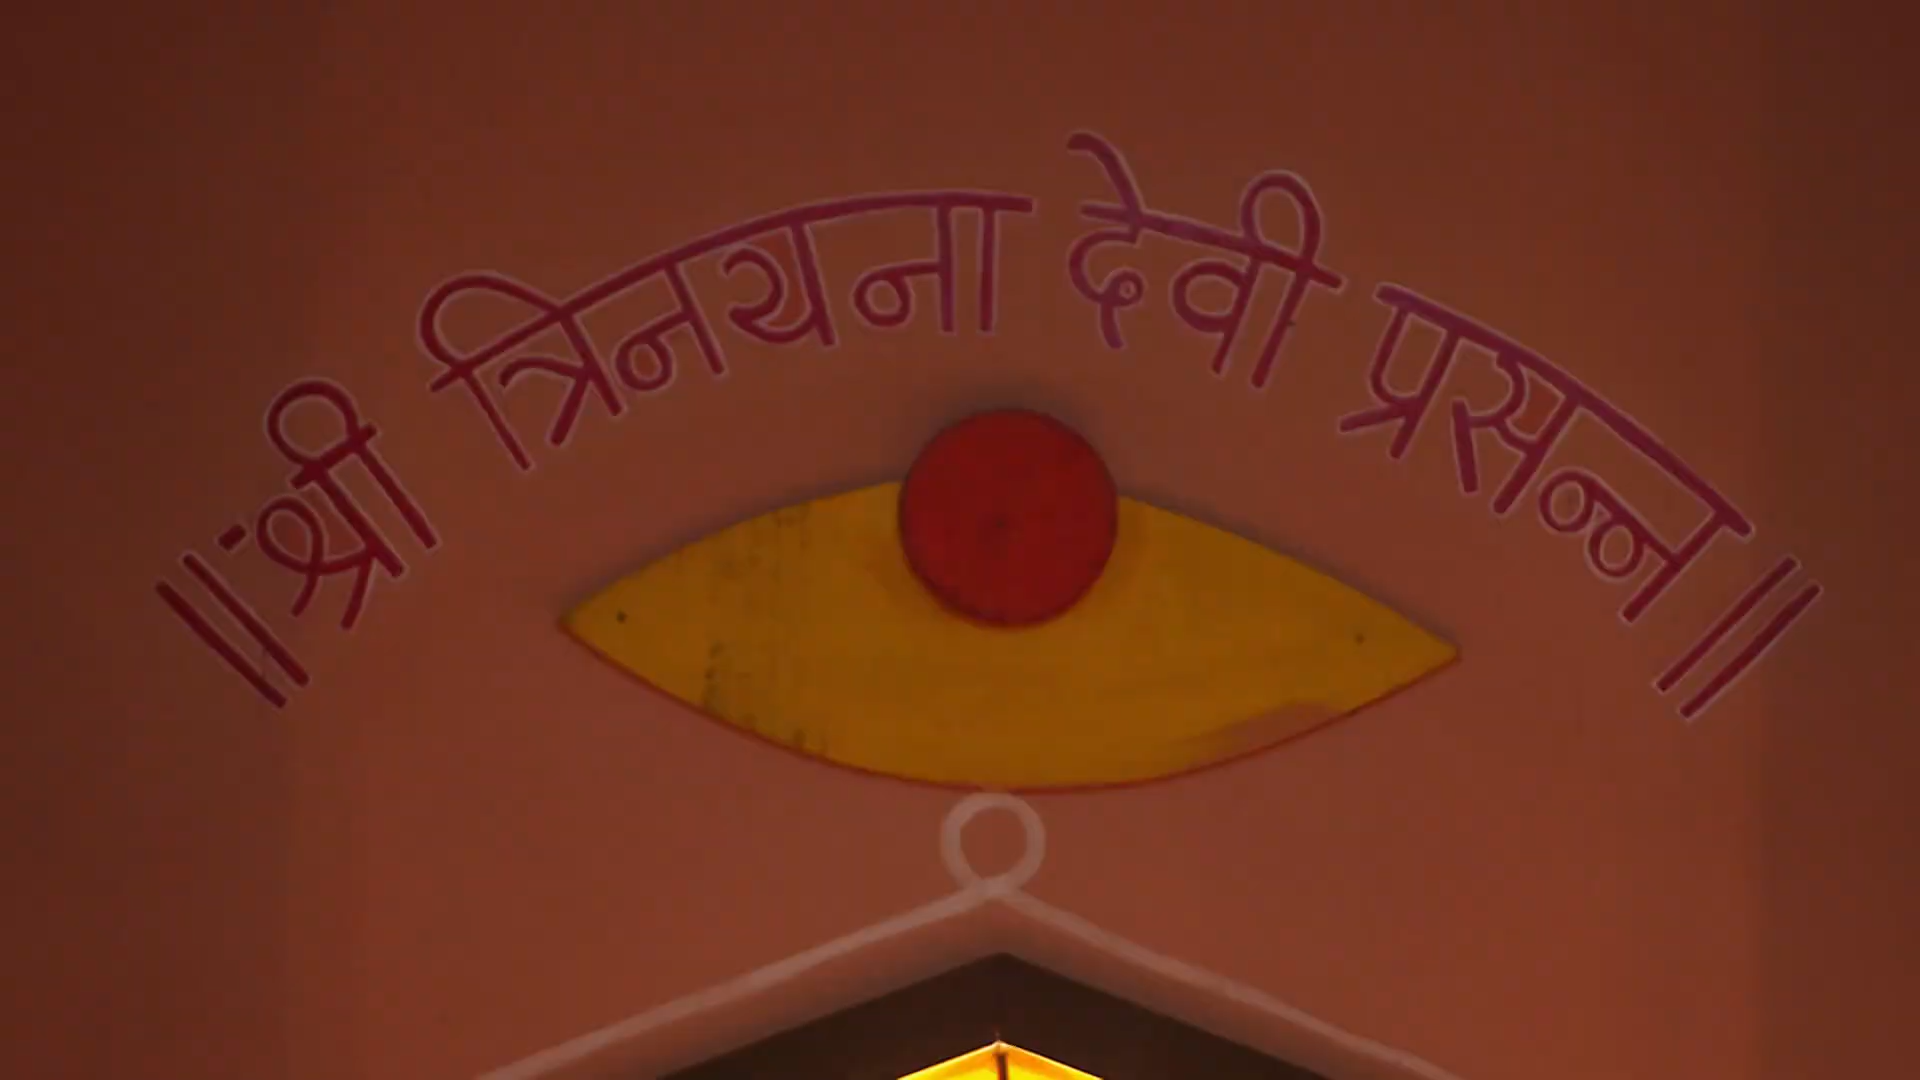 ॥ श्री त्रिनयना देवी प्रसन्न ॥